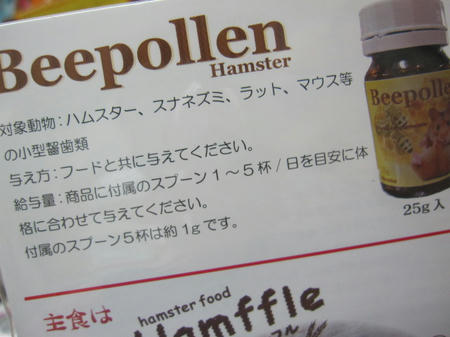 Beepollen
Hamster
対象動物：ハムスター、スナネズミ、ラット、マウス等
の小型齧歯類
与え方：フードと共に与えてください。
給与量：商品に付属のスプーン１～５杯/日を目安に体
格に合わせて与えてください。
付属のスプーン５杯は約１gです。
Beepollen
25g入
主食は
hamster food
Hamffle
フル